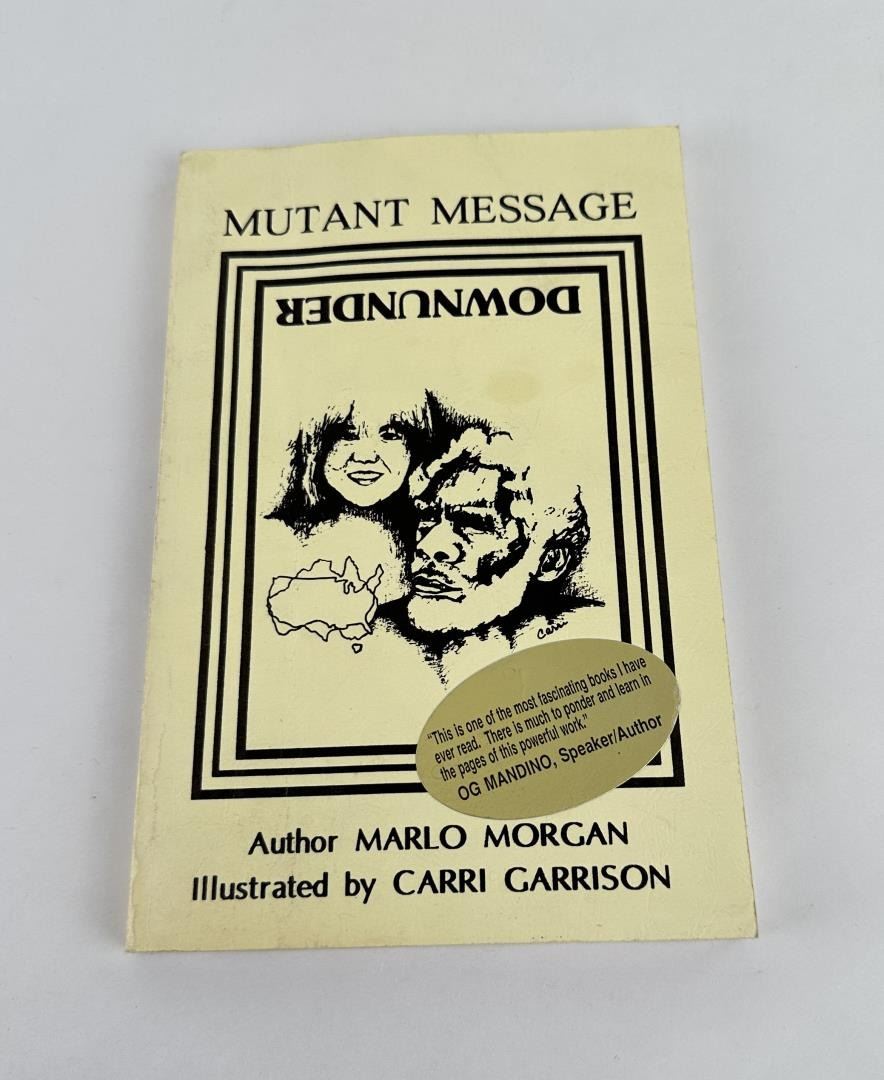 MUTANT MESSAGE
DOWNUNDER
Carri
"This is one of the most fascinating books I have
ever read. There is much to ponder and learn in
the pages of this powerful work."
OG MANDINO, Speaker/Author
Author MARLO MORGAN
Illustrated by CARRI GARRISON